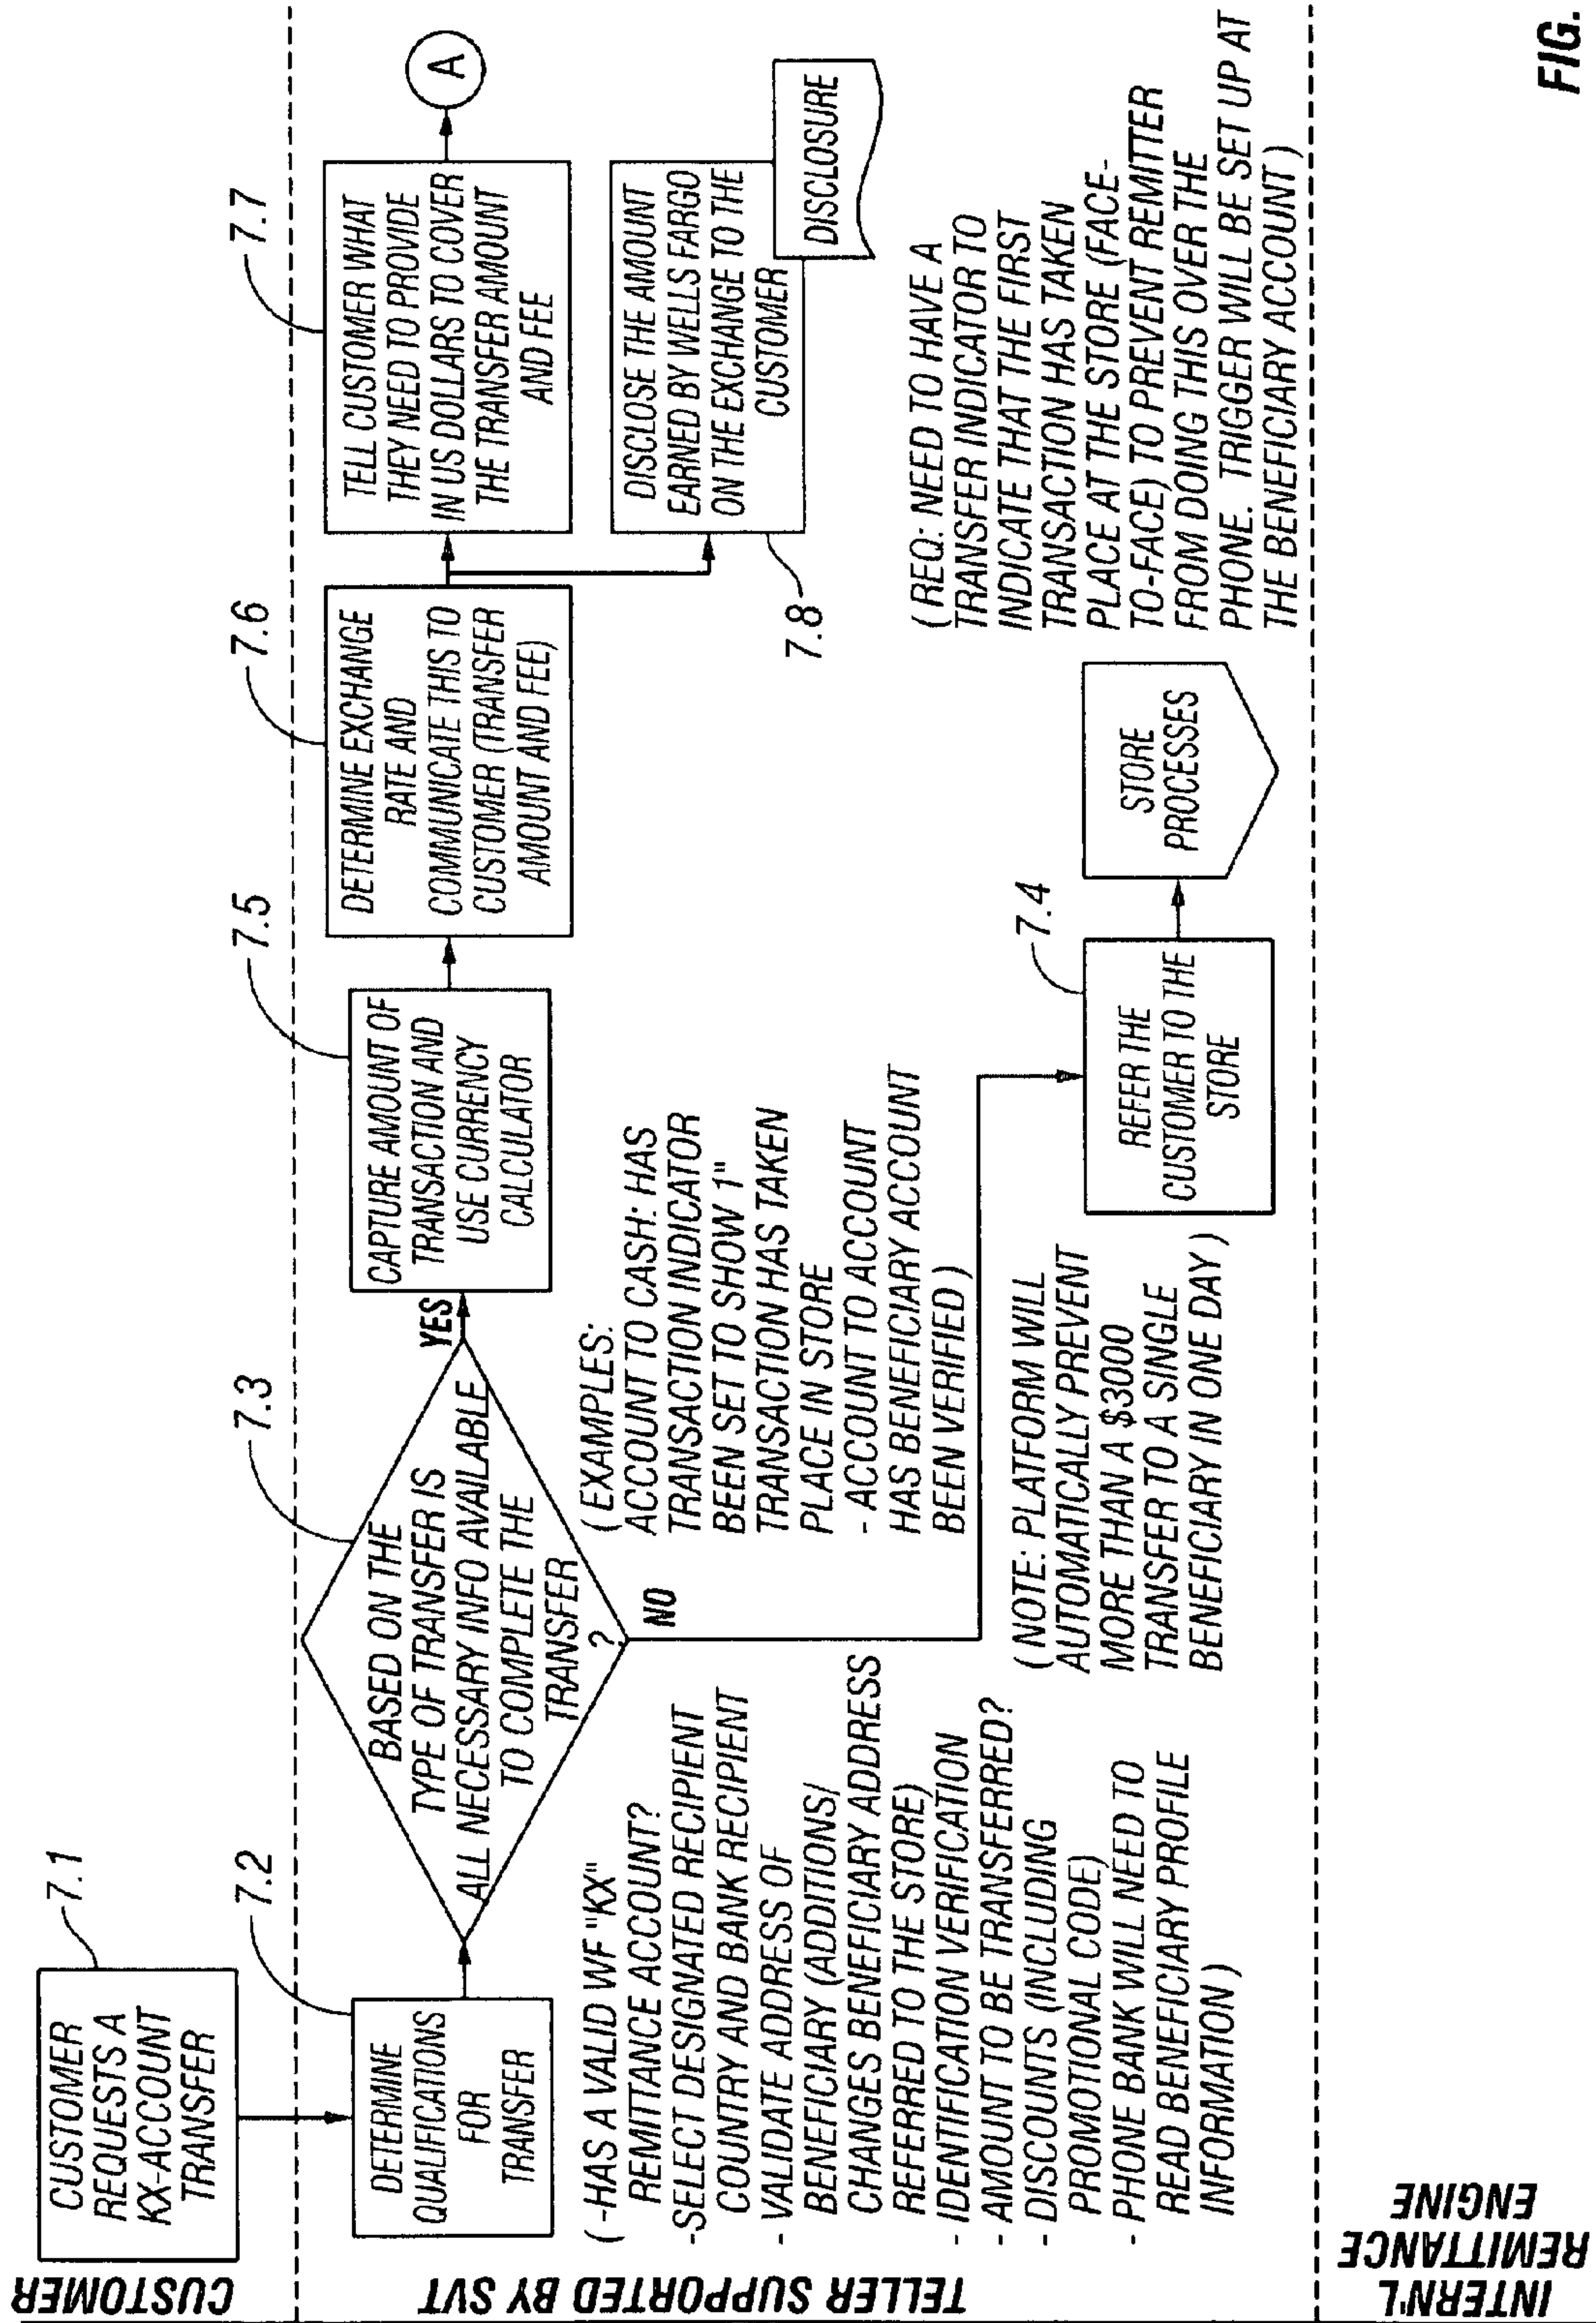 CUSTOMER
CUSTOMER
REQUESTS A
KX-ACCOUNT
TRANSFER
7.1
TELLER SUPPORTED BY SVT
DETERMINE
QUALIFICATIONS
FOR
TRANSFER
7.2
(-HAS A VALID WF "KX"
REMITTANCE ACCOUNT?
-SELECT DESIGNATED RECIPIENT
COUNTRY AND BANK RECIPIENT
- VALIDATE ADDRESS OF
BENEFICIARY (ADDITIONS/
CHANGES BENEFICIARY ADDRESS
REFERRED TO THE STORE)
- IDENTIFICATION VERIFICATION
- AMOUNT TO BE TRANSFERRED?
- DISCOUNTS (INCLUDING
PROMOTIONAL CODE)
- PHONE BANK WILL NEED TO
READ BENEFICIARY PROFILE
INFORMATION )
BASED ON THE
TYPE OF TRANSFER IS
ALL NECESSARY INFO AVAILABLE
TO COMPLETE THE
TRANSFER
?
7.3
YES
NO
(EXAMPLES:
ACCOUNT TO CASH: HAS
TRANSACTION INDICATOR
BEEN SET TO SHOW 1"
TRANSACTION HAS TAKEN
PLACE IN STORE
- ACCOUNT TO ACCOUNT
HAS BENEFICIARY ACCOUNT
BEEN VERIFIED )
(NOTE: PLATFORM WILL
AUTOMATICALLY PREVENT
MORE THAN A $3000
TRANSFER TO A SINGLE
BENEFICIARY IN ONE DAY )
CAPTURE AMOUNT OF
TRANSACTION AND
USE CURRENCY
CALCULATOR
7.5
REFER THE
CUSTOMER TO THE
STORE
7.4
STORE
PROCESSES
DETERMINE EXCHANGE
RATE AND
COMMUNICATE THIS TO
CUSTOMER (TRANSFER
AMOUNT AND FEE)
7.6
TELL CUSTOMER WHAT
THEY NEED TO PROVIDE
IN US DOLLARS TO COVER
THE TRANSFER AMOUNT
AND FEE
7.7
A
DISCLOSE THE AMOUNT
EARNED BY WELLS FARGO
ON THE EXCHANGE TO THE
CUSTOMER
7.8
DISCLOSURE
( REQ: NEED TO HAVE A
TRANSFER INDICATOR TO
INDICATE THAT THE FIRST
TRANSACTION HAS TAKEN
PLACE AT THE STORE (FACE-
TO-FACE) TO PREVENT REMITTER
FROM DOING THIS OVER THE
PHONE. TRIGGER WILL BE SET UP AT
THE BENEFICIARY ACCOUNT )
INTERN'L
REMITTANCE
ENGINE
FIG.